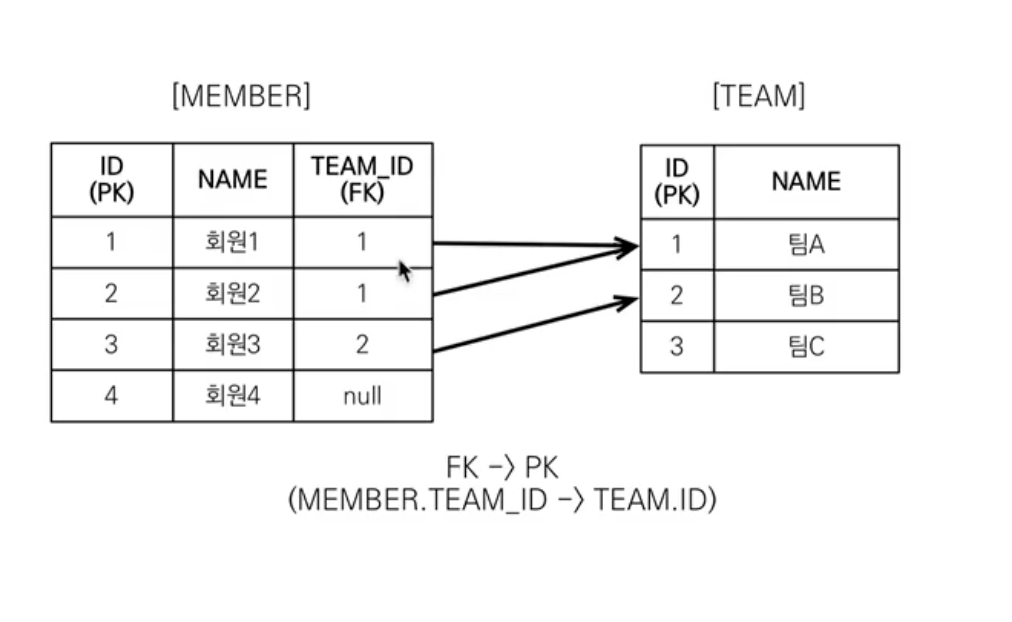 [MEMBER]
[TEAM]
ID (PK) NAME TEAM_ID (FK)
1 회원1 1
2 회원2 1
3 회원3 2
4 회원4 null
ID (PK) NAME
1 팀A
2 팀B
3 팀C
FK -> PK
(MEMBER.TEAM_ID -> TEAM.ID)